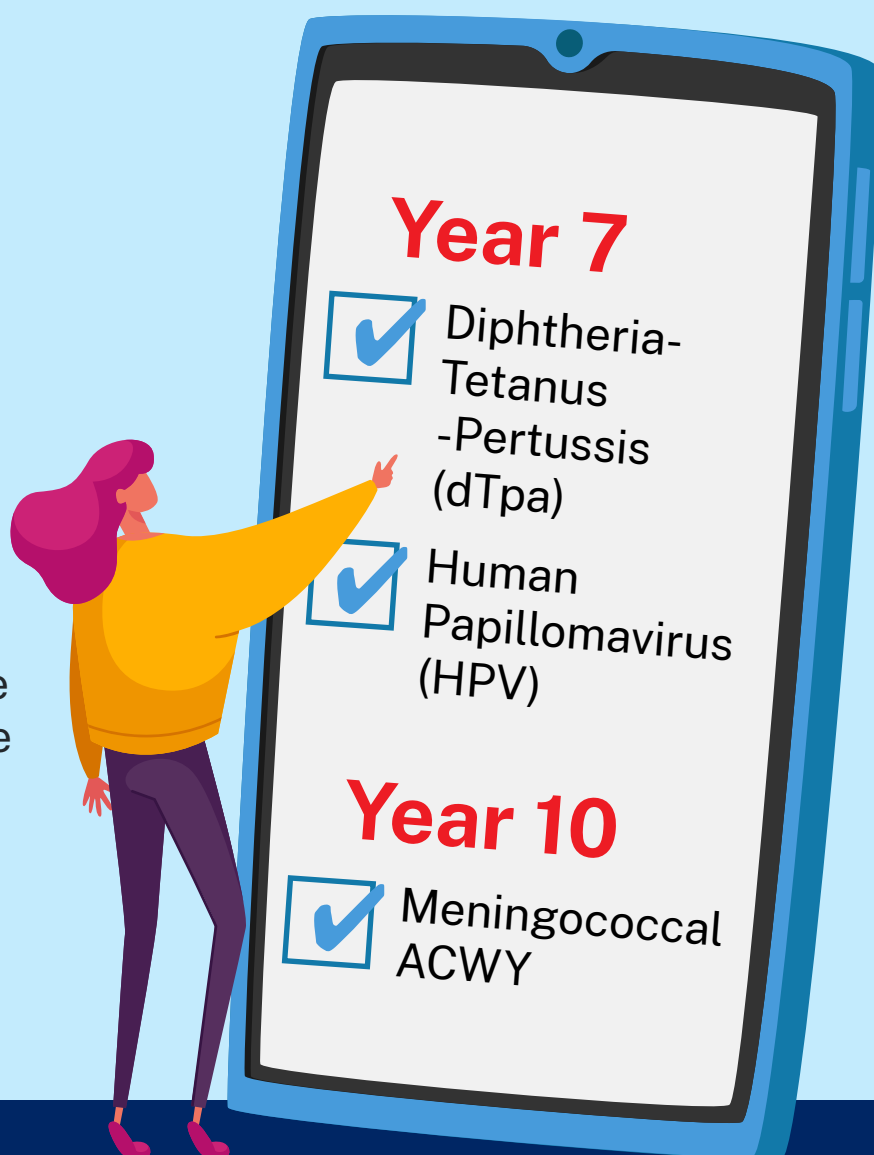 Year 7
Diphtheria-
Tetanus
-Pertussis
(dTpa)
Human
Papillomavirus
(HPV)
Year 10
Meningococcal
ACWY